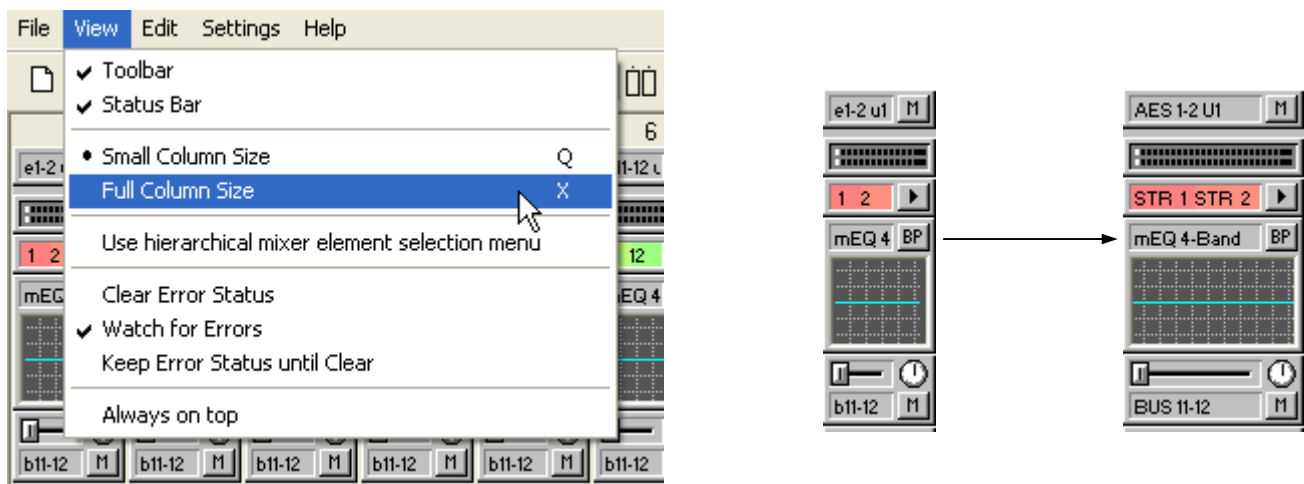 File View Edit Settings Help
Toolbar
Status Bar
6
Small Column Size Q
Full Column Size X
Use hierarchical mixer element selection menu
Clear Error Status
Watch for Errors
Keep Error Status until Clear
Always on top
e1-2
1 2
12
mEQ
EQ 4
b11-12 M b11-12 M b11-12 M b11-12 M b11-12 M b11-12
e1-2 u1 M
1 2
mEQ 4 BP
b11-12 M
AES 1-2 U1 M
STR 1 STR 2
mEQ 4-Band BP
BUS 11-12 M